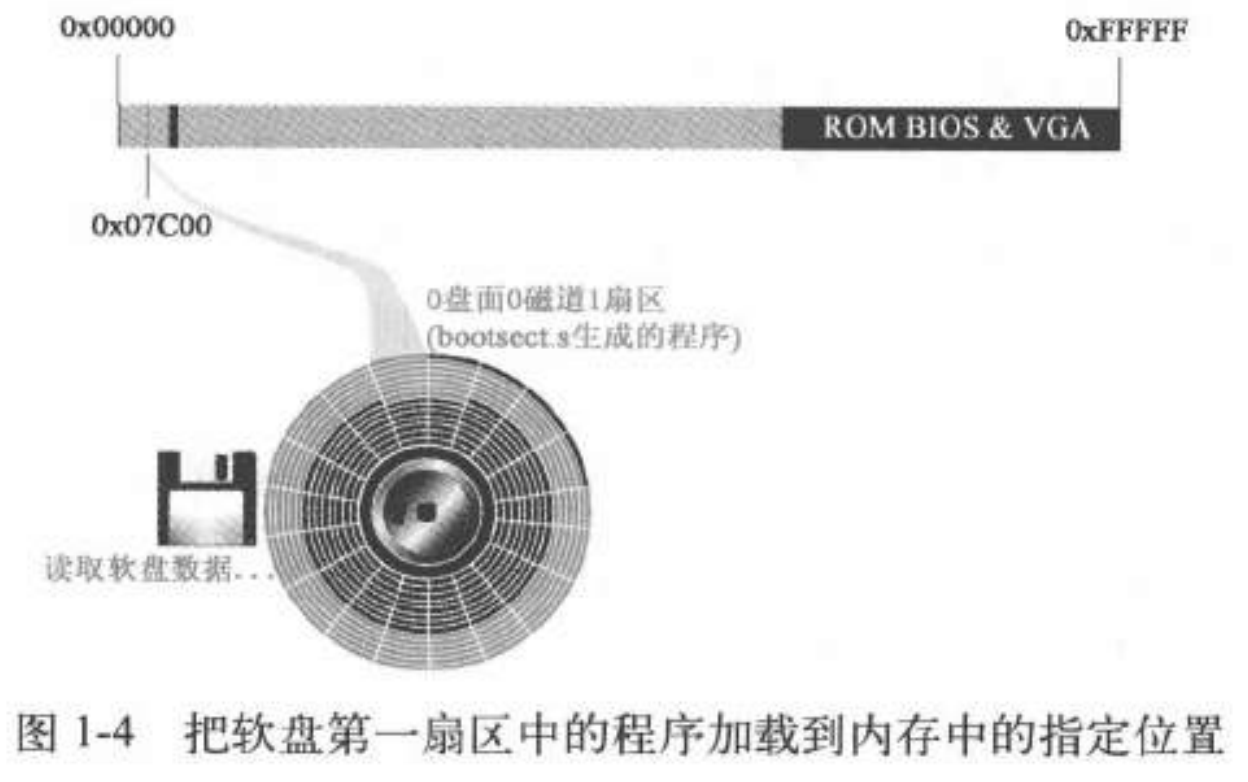 0x00000
0xFFFFF
ROM BIOS & VGA
0x07C00
0盘面0磁道1扇区
(bootsect.s生成的程序)
读取软盘数据...
图 1-4 把软盘第一扇区中的程序加载到内存中的指定位置